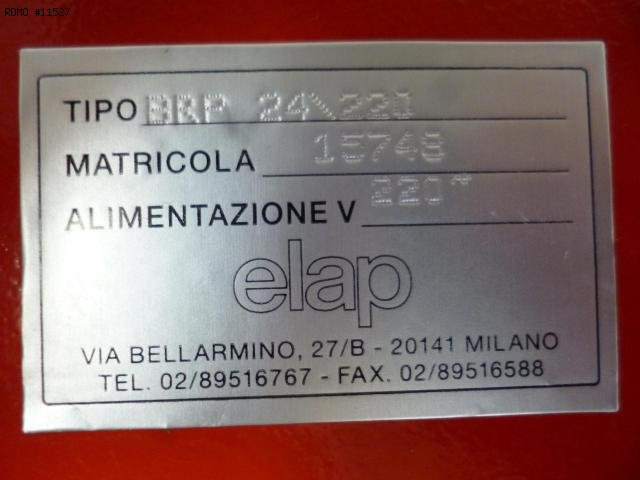 RDMO #11527
TIPO BRP 24\220
MATRICOLA 15748
ALIMENTAZIONE V 220~
elap
VIA BELLARMINO, 27/B - 20141 MILANO
TEL. 02/89516767 - FAX. 02/89516588